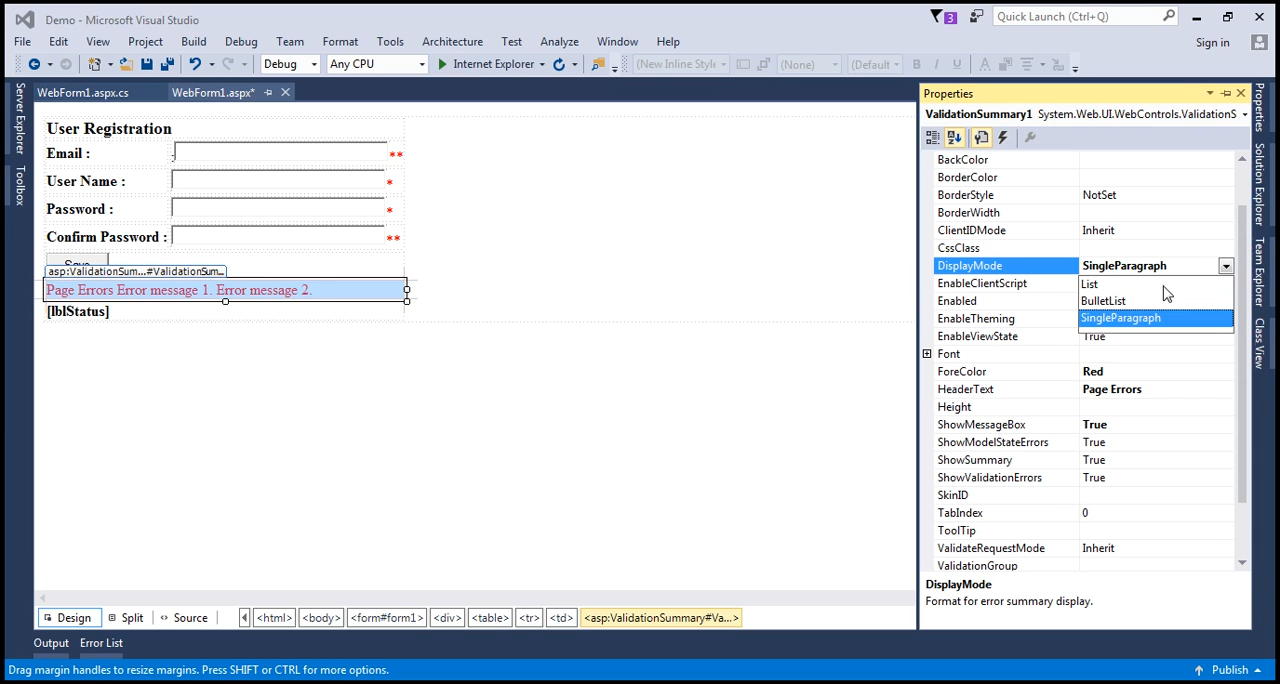 Demo - Microsoft Visual Studio
3
Quick Launch (Ctrl+Q)
File Edit View Project Build Debug Team Format Tools Architecture Test Analyze Window Help
Sign in
Debug Any CPU Internet Explorer (New Inline Style (None) (Default B I U A
Server Explorer
Toolbox
WebForm1.aspx.cs WebForm1.aspx*
User Registration
Email : **
User Name : *
Password : *
Confirm Password : **
asp:ValidationSum...#ValidationSum...
Page Errors Error message 1. Error message 2.
[lblStatus]
Properties
ValidationSummary1 System.Web.UI.WebControls.ValidationS
BackColor
BorderColor
BorderStyle NotSet
BorderWidth
ClientIDMode Inherit
CssClass
DisplayMode SingleParagraph
EnableClientScript List
Enabled BulletList
EnableTheming SingleParagraph
EnableViewState True
Font
ForeColor Red
HeaderText Page Errors
Height
ShowMessageBox True
ShowModelStateErrors True
ShowSummary True
ShowValidationErrors True
SkinID
TabIndex 0
ToolTip
ValidateRequestMode Inherit
ValidationGroup
DisplayMode
Format for error summary display.
Properties
Solution Explorer
Team Explorer
Class View
Design Split Source <html> <body> <form#form1> <div> <table> <tr> <td> <asp:ValidationSummary#Va...>
Output Error List
Drag margin handles to resize margins. Press SHIFT or CTRL for more options.
Publish